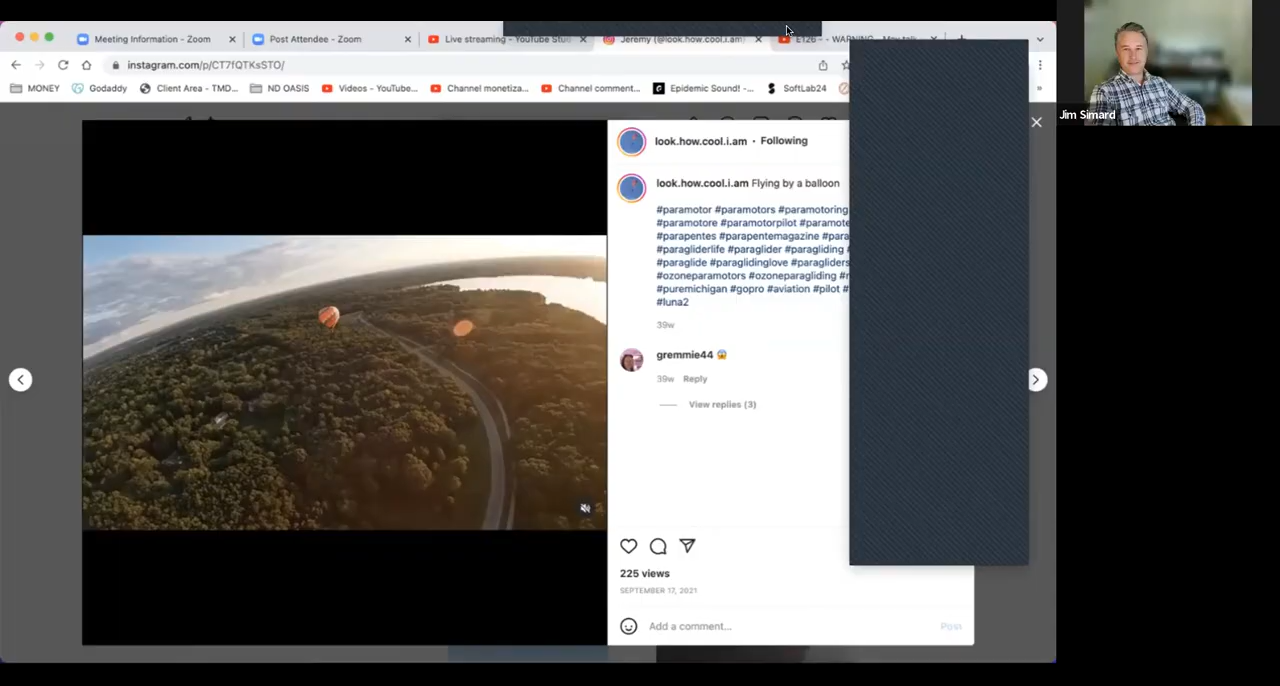 Meeting Information - Zoom
Post Attendee - Zoom
Live streaming - YouTube Stu
Jeremy (@look.how.cool.i.am)
instagram.com/p/CT7fQTKsSTO/
MONEY
Godaddy
Client Area - TMD...
ND OASIS
Videos - YouTube...
Channel monetiza...
Channel comment...
Epidemic Sound! -...
SoftLab24
»
Jim Simard
look.how.cool.i.am • Following
look.how.cool.i.am Flying by a balloon
#paramotor #paramotors #paramotoring
#paramotore #paramotorpilot #paramote
#parapentes #parapentemagazine #para
#paragliderlife #paraglider #paragliding #
#paraglide #paraglidinglove #paragliders
#ozoneparamotors #ozoneparagliding #
#puremichigan #gopro #aviation #pilot #
#luna2
39w
gremmie44 😱
39w Reply
View replies (3)
225 views
SEPTEMBER 17, 2021
Add a comment...
Post